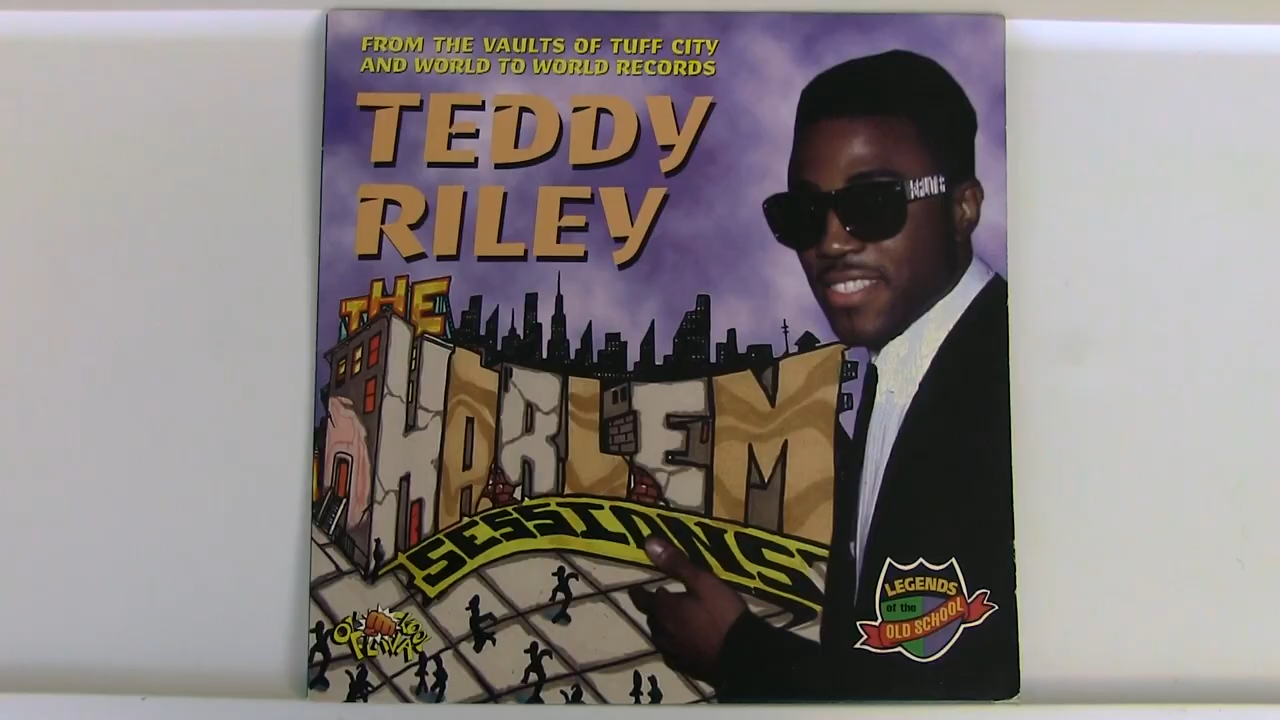 FROM THE VAULTS OF TUFF CITY
AND WORLD TO WORLD RECORDS
TEDDY
RILEY
THE
HARLEM
SESSIONS
LEGENDS
of the
OLD SCHOOL
FLAVA